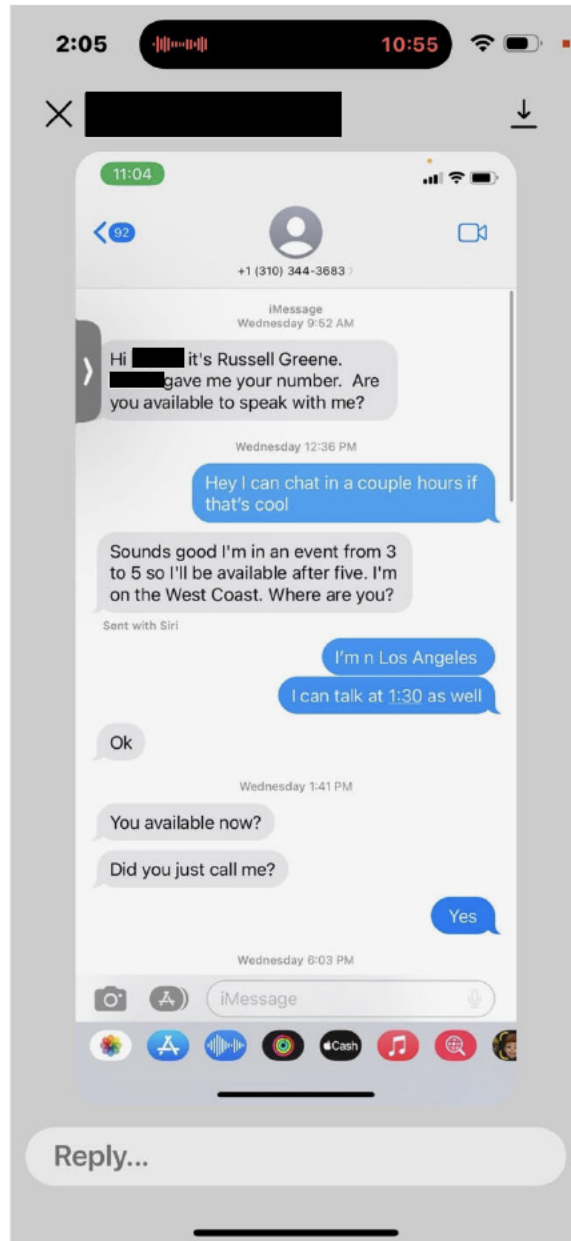 2:05
10:55
11:04
92
+1 (310) 344-3683
iMessage
Wednesday 9:52 AM
Hi it's Russell Greene.
gave me your number. Are
you available to speak with me?
Wednesday 12:36 PM
Hey I can chat in a couple hours if
that's cool
Sounds good I'm in an event from 3
to 5 so I'll be available after five. I'm
on the West Coast. Where are you?
Sent with Siri
I'm n Los Angeles
I can talk at 1:30 as well
Ok
Wednesday 1:41 PM
You available now?
Did you just call me?
Yes
Wednesday 6:03 PM
iMessage
Cash
Reply...